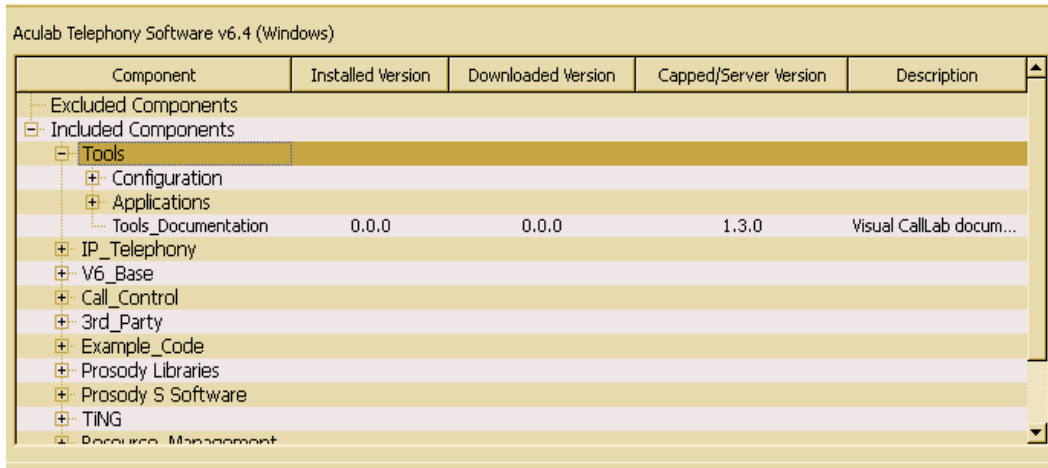 Aculab Telephony Software v6.4 (Windows)
Component Installed Version Downloaded Version Capped/Server Version Description
Excluded Components
Included Components
Tools
Configuration
Applications
Tools_Documentation 0.0.0 0.0.0 1.3.0 Visual CallLab docum...
IP_Telephony
V6_Base
Call_Control
3rd_Party
Example_Code
Prosody Libraries
Prosody S Software
TiNG
Resource_Management